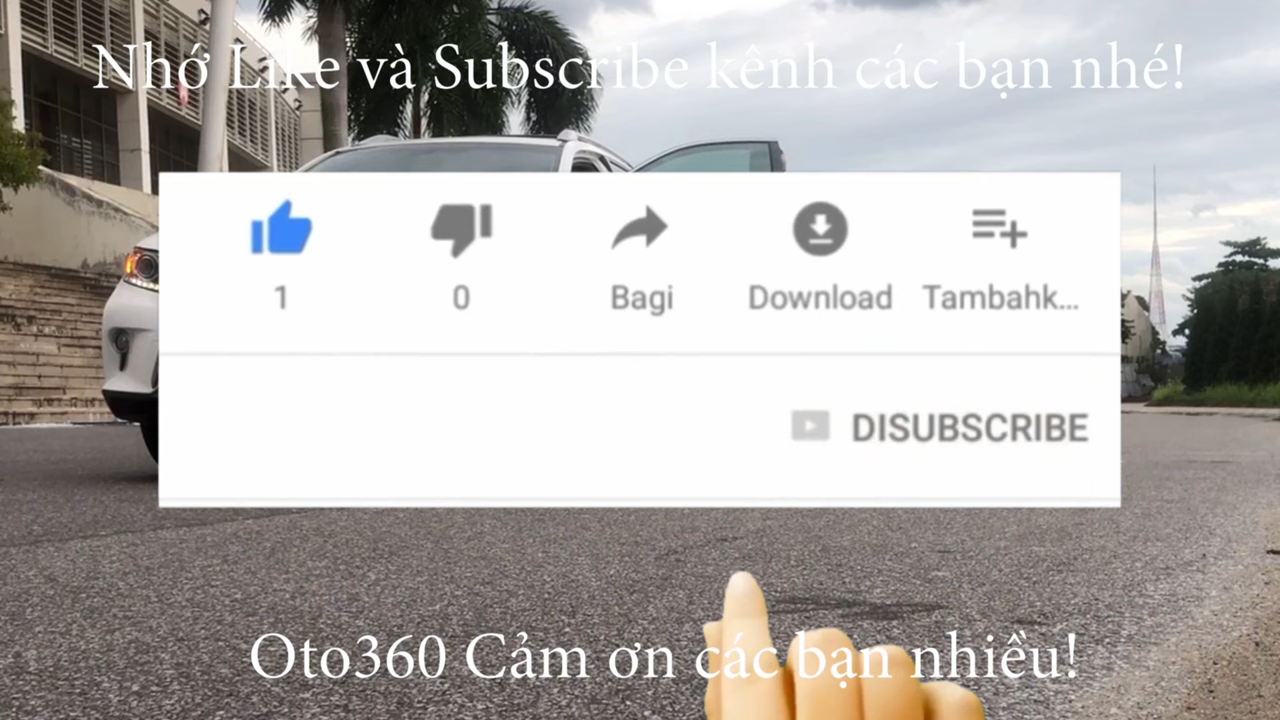 Nhớ Like và Subscribe kênh các bạn nhé!
1
0
Bagi
Download
Tambahk...
DISUBSCRIBE
Oto360 Cảm ơn các bạn nhiều!